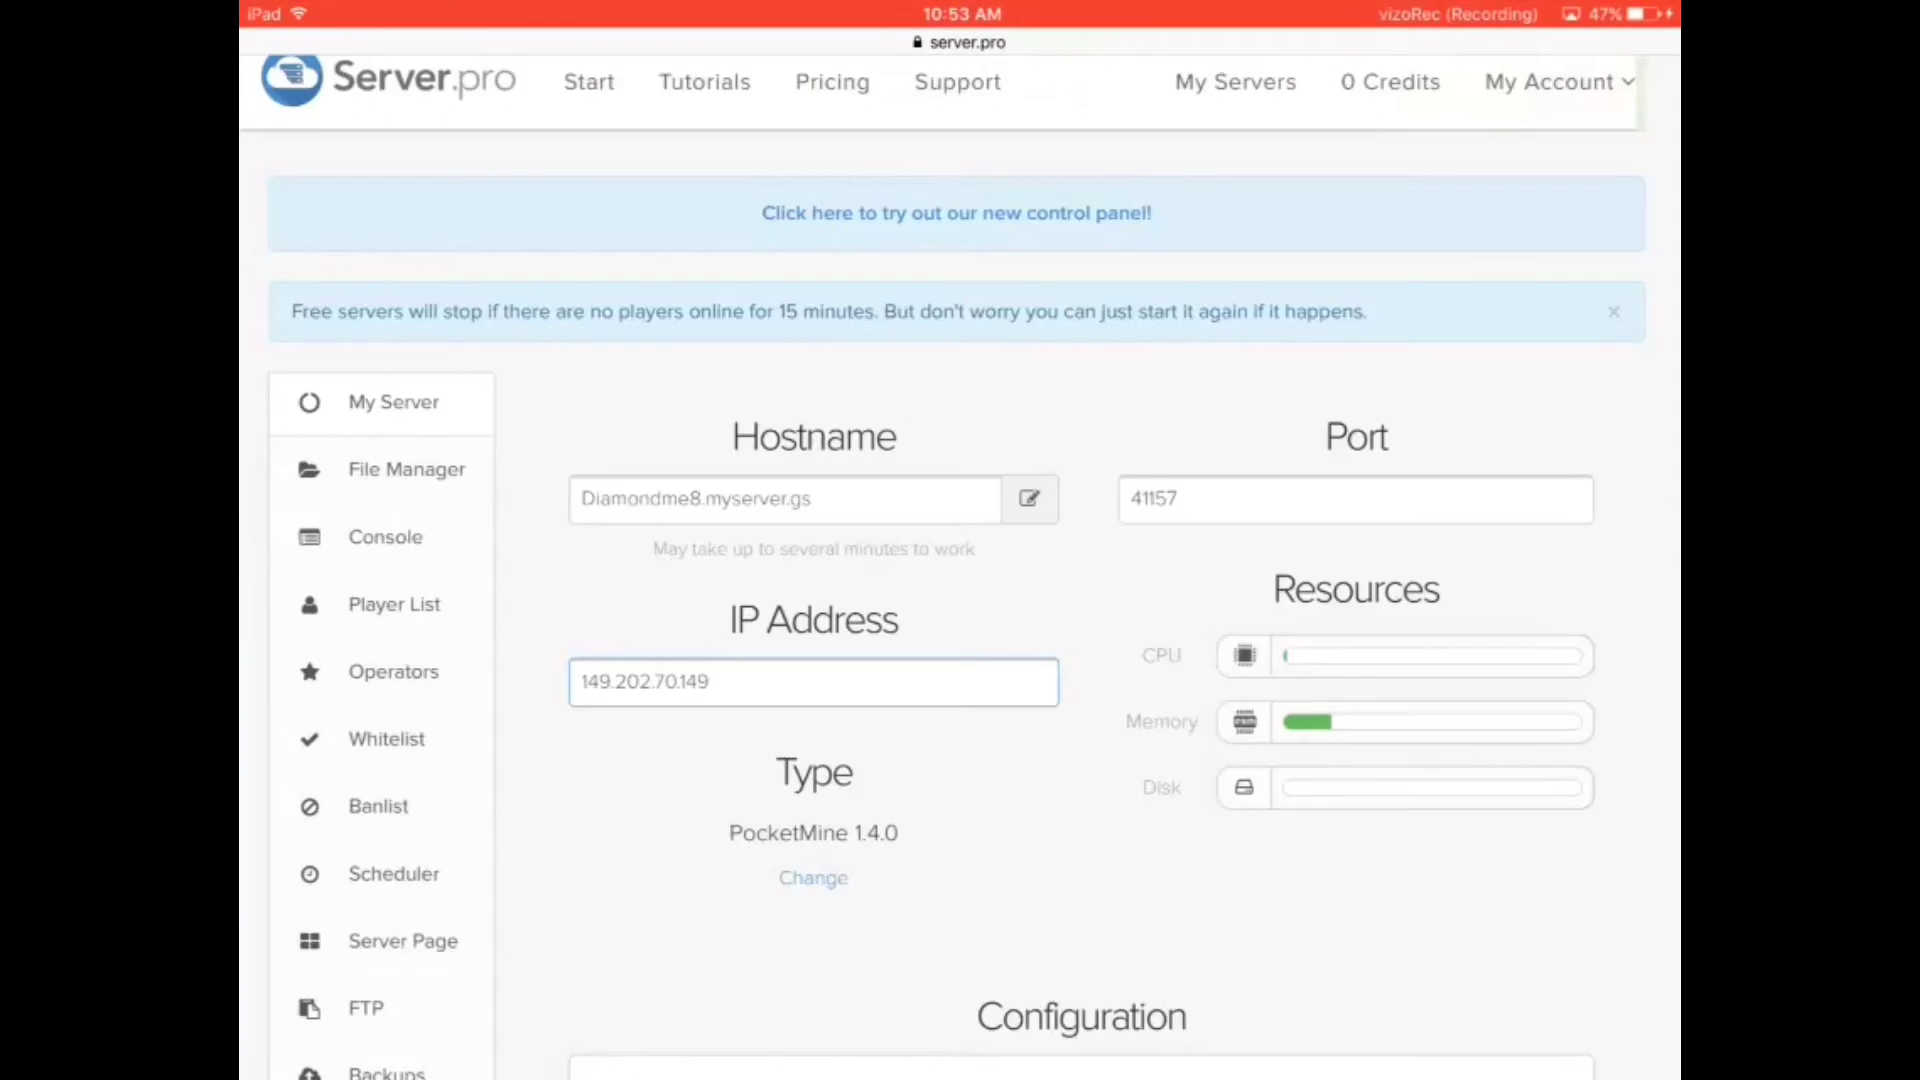 iPad
10:53 AM
vizoRec (Recording)
47%
server.pro
Server.pro
Start
Tutorials
Pricing
Support
My Servers
0 Credits
My Account
Click here to try out our new control panel!
Free servers will stop if there are no players online for 15 minutes. But don't worry you can just start it again if it happens.
My Server
File Manager
Console
Player List
Operators
Whitelist
Banlist
Scheduler
Server Page
FTP
Backups
Hostname
Diamondme8.myserver.gs
May take up to several minutes to work
IP Address
149.202.70.149
Type
PocketMine 1.4.0
Change
Port
41157
Resources
CPU
Memory
Disk
Configuration